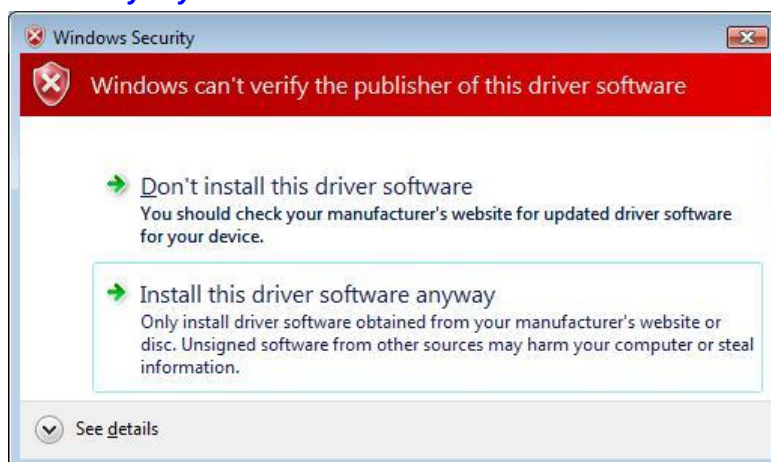 Windows Security
Windows can't verify the publisher of this driver software
Don't install this driver software
You should check your manufacturer's website for updated driver software
for your device.
Install this driver software anyway
Only install driver software obtained from your manufacturer's website or
disc. Unsigned software from other sources may harm your computer or steal
information.
See details